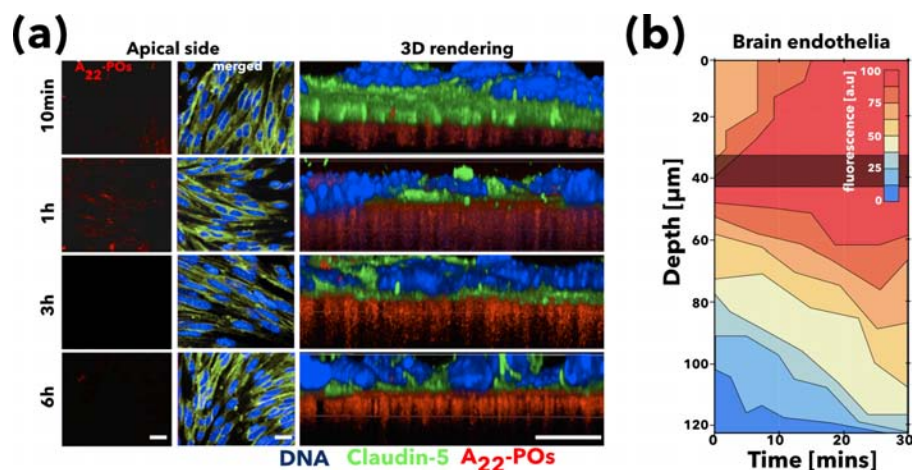 (a)
Apical side
3D rendering
A22-POs
merged
10min
1h
3h
6h
DNA Claudin-5 A22-POs
(b)
Brain endothelia
fluorescence [a.u]
100
75
50
25
0
Depth [µm]
0
20
40
60
80
100
120
0 10 20 30
Time [mins]